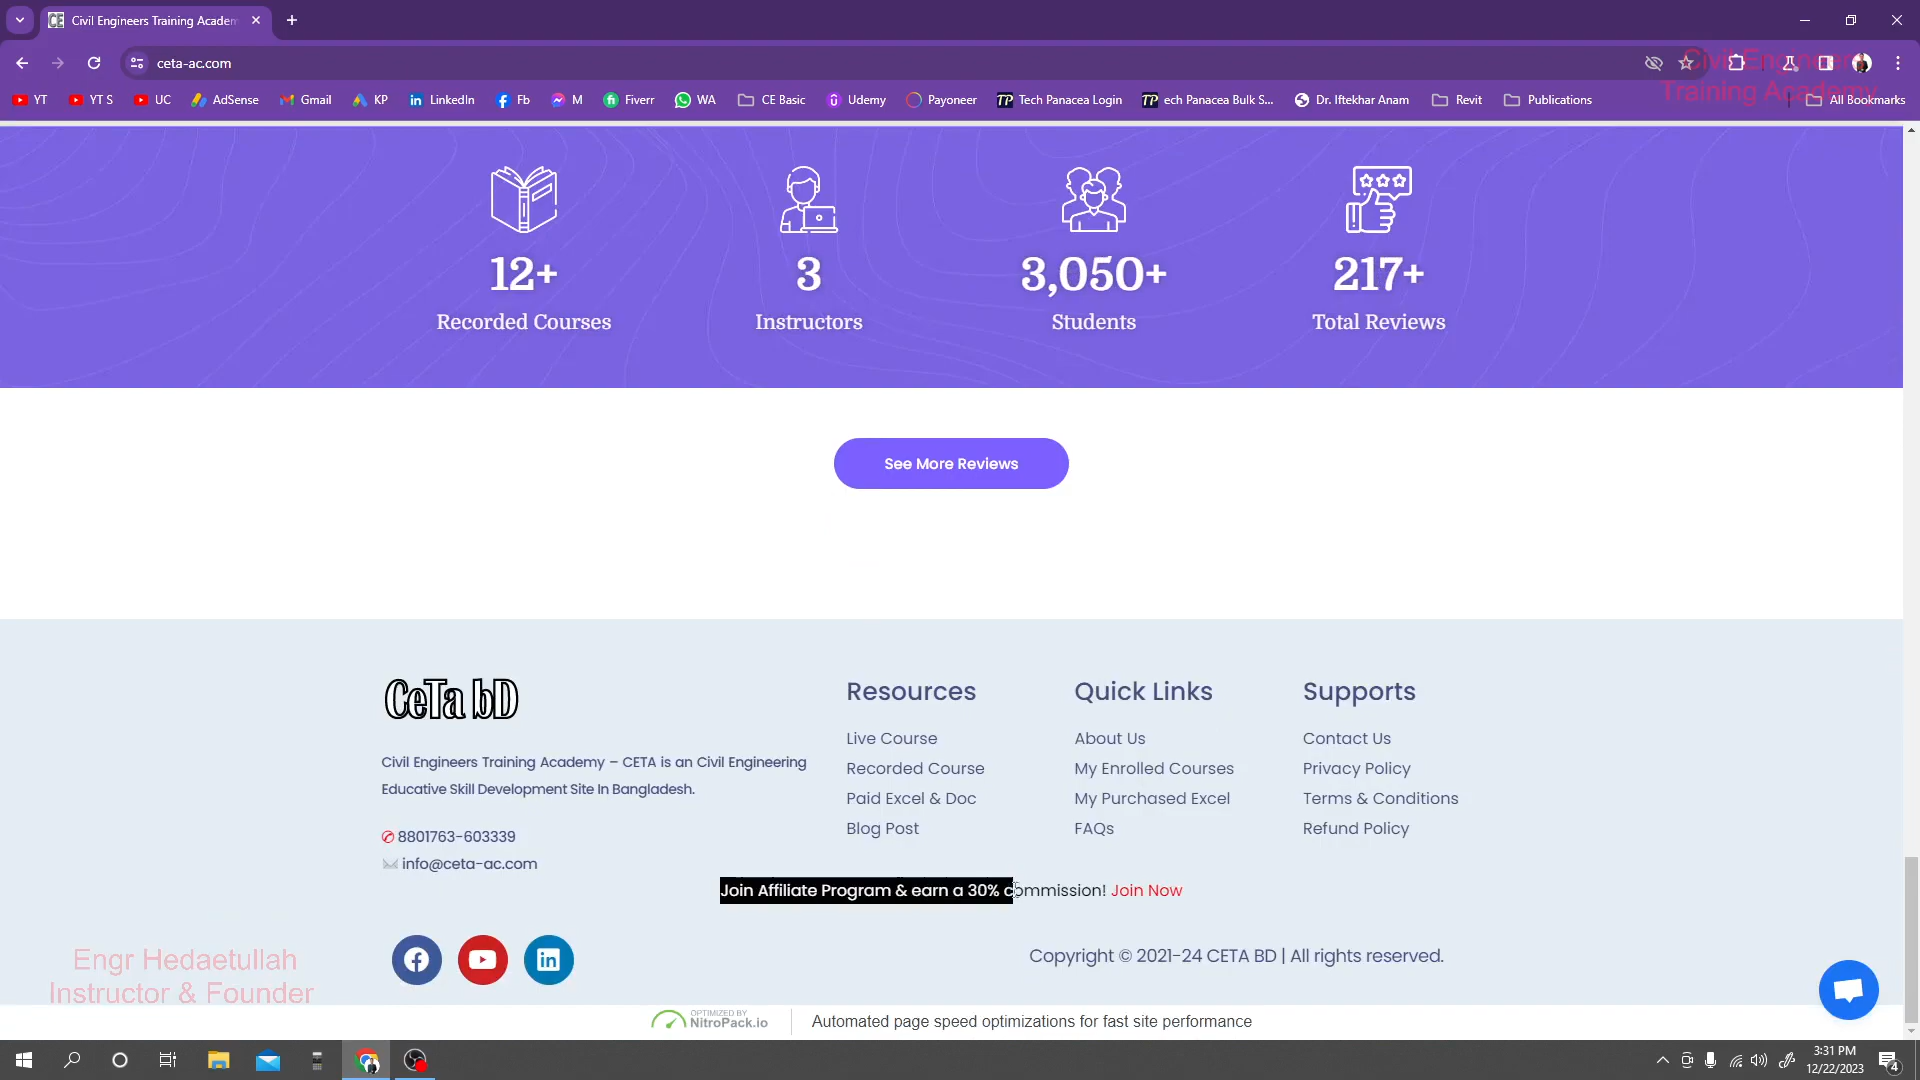 Civil Engineers Training Academ
ceta-ac.com
Civil Engineers
Training Academy
YT
YT S
UC
AdSense
Gmail
KP
LinkedIn
Fb
M
Fiverr
WA
CE Basic
Udemy
Payoneer
Tech Panacea Login
ech Panacea Bulk S...
Dr. Iftekhar Anam
Revit
Publications
All Bookmarks
12+
Recorded Courses
3
Instructors
3,050+
Students
217+
Total Reviews
See More Reviews
CeTa bD
Civil Engineers Training Academy – CETA is an Civil Engineering
Educative Skill Development Site In Bangladesh.
8801763-603339
info@ceta-ac.com
Resources
Live Course
Recorded Course
Paid Excel & Doc
Blog Post
Quick Links
About Us
My Enrolled Courses
My Purchased Excel
FAQs
Supports
Contact Us
Privacy Policy
Terms & Conditions
Refund Policy
Join Affiliate Program & earn a 30% commission! Join Now
Copyright © 2021-24 CETA BD | All rights reserved.
Engr Hedaetullah
Instructor & Founder
OPTIMIZED BY
NitroPack.io
Automated page speed optimizations for fast site performance
3:31 PM
12/22/2023
4